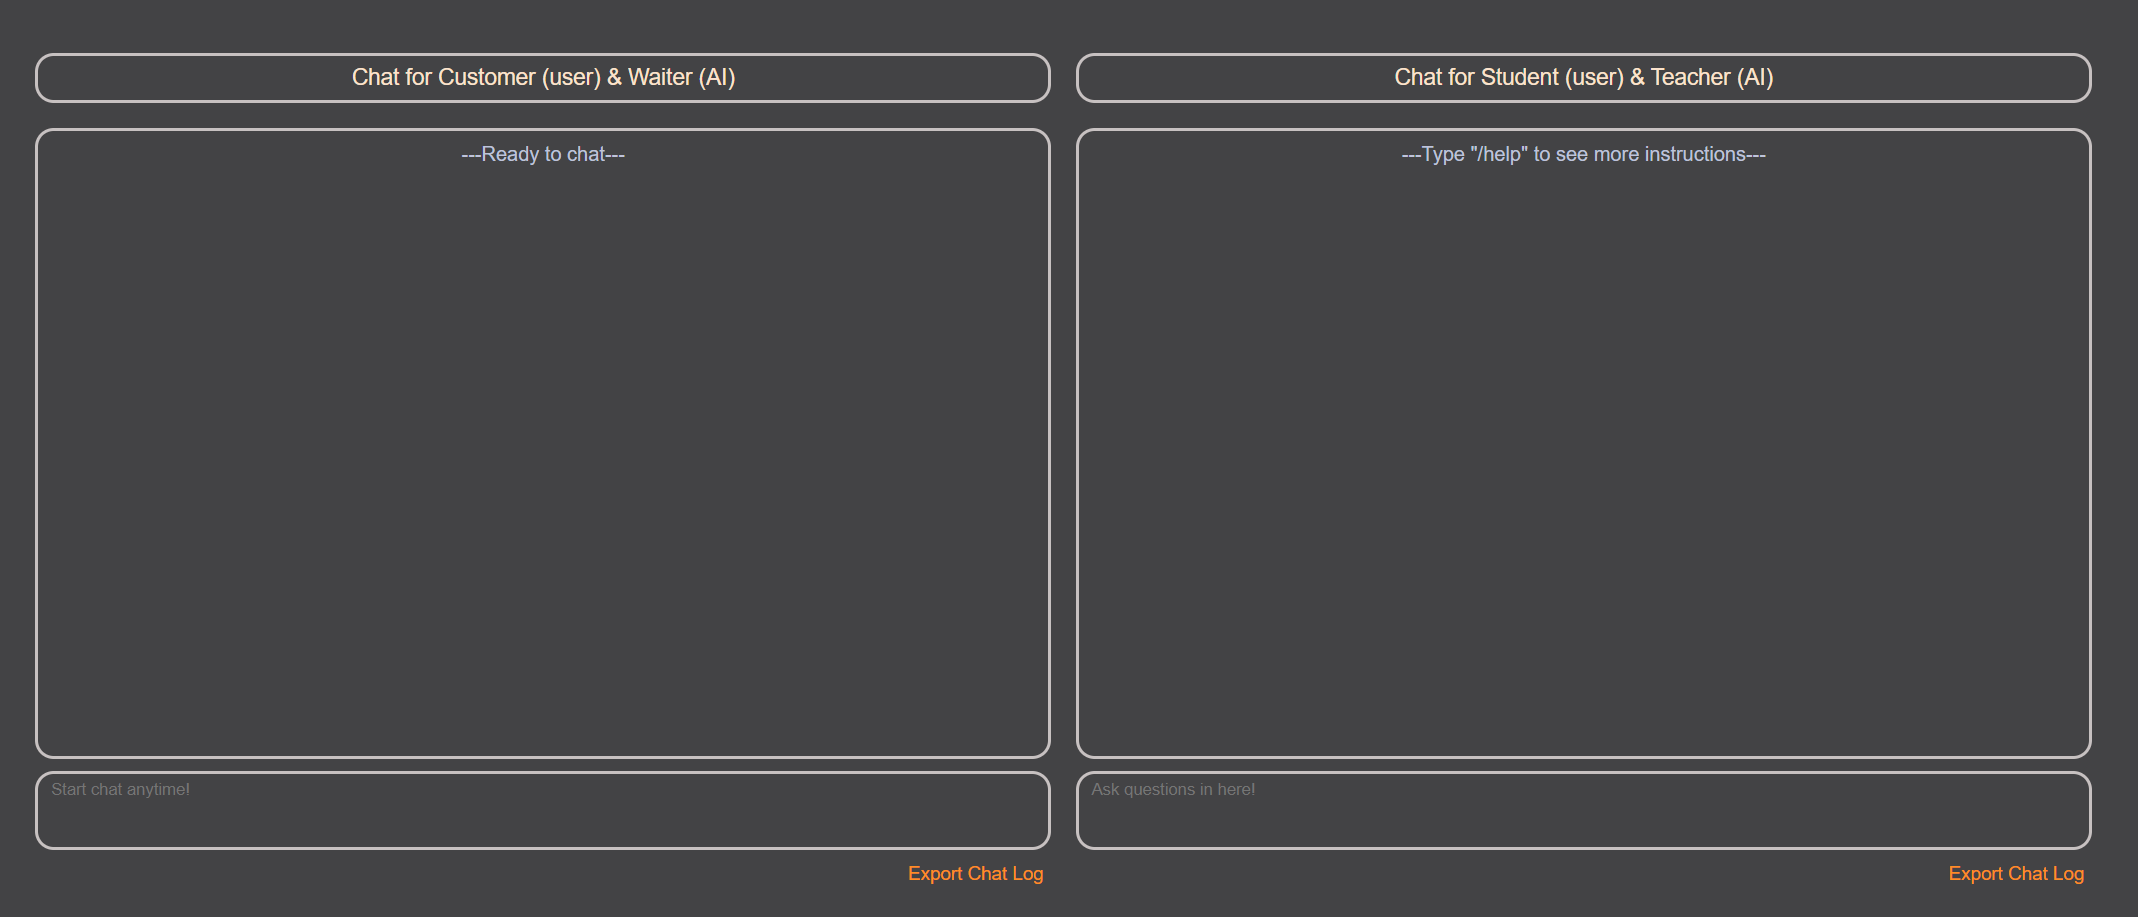 Chat for Customer (user) & Waiter (AI)
---Ready to chat---
Start chat anytime!
Export Chat Log
Chat for Student (user) & Teacher (AI)
---Type "/help" to see more instructions---
Ask questions in here!
Export Chat Log